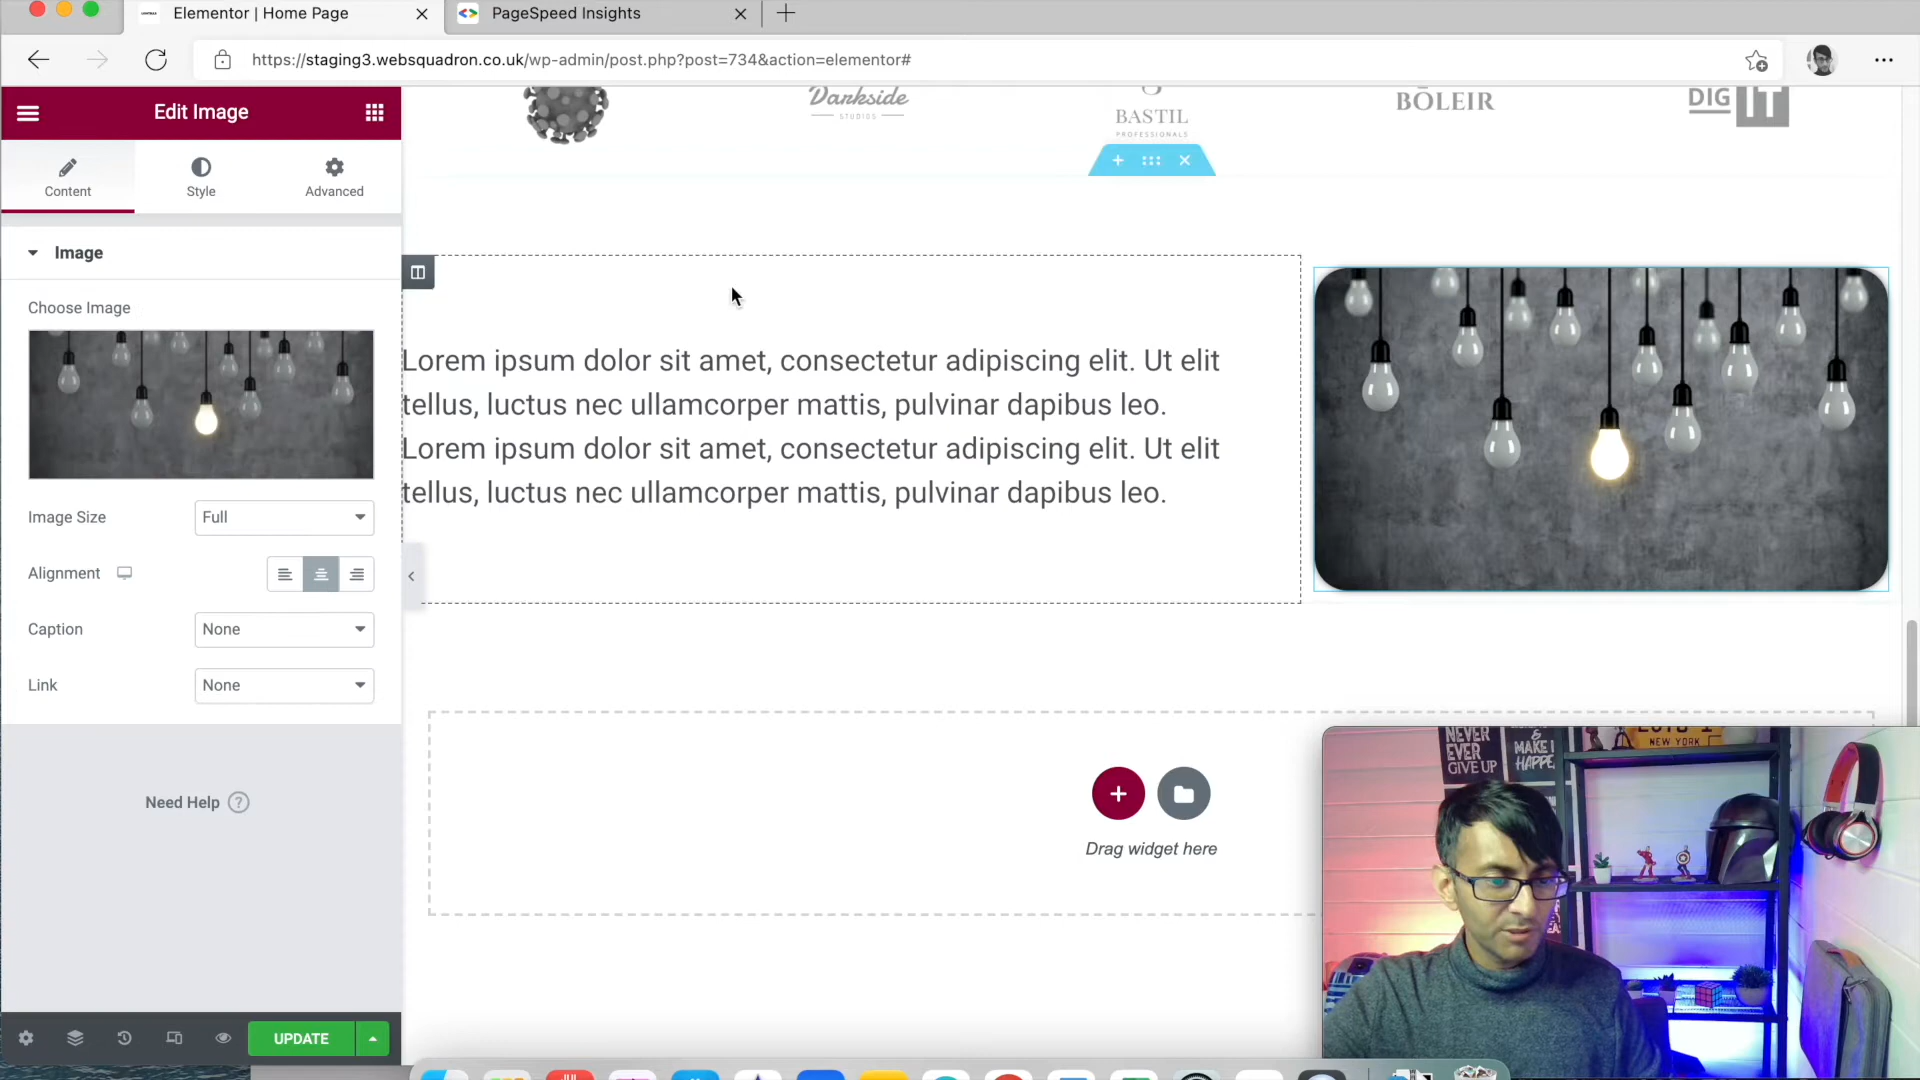 Elementor | Home Page
PageSpeed Insights
https://staging3.websquadron.co.uk/wp-admin/post.php?post=734&action=elementor#
Edit Image
Content
Style
Advanced
Image
Choose Image
Image Size
Full
Alignment
Caption
None
Link
None
Need Help ?
UPDATE
Darkside
STUDIOS
BASTIL
PROFESSIONALS
BOLEIR
DIG IT
Lorem ipsum dolor sit amet, consectetur adipiscing elit. Ut elit
tellus, luctus nec ullamcorper mattis, pulvinar dapibus leo.
Lorem ipsum dolor sit amet, consectetur adipiscing elit. Ut elit
tellus, luctus nec ullamcorper mattis, pulvinar dapibus leo.
Drag widget here
NEVER
EVER
GIVE UP
&
MAKE I
HAPPE
NEW YORK